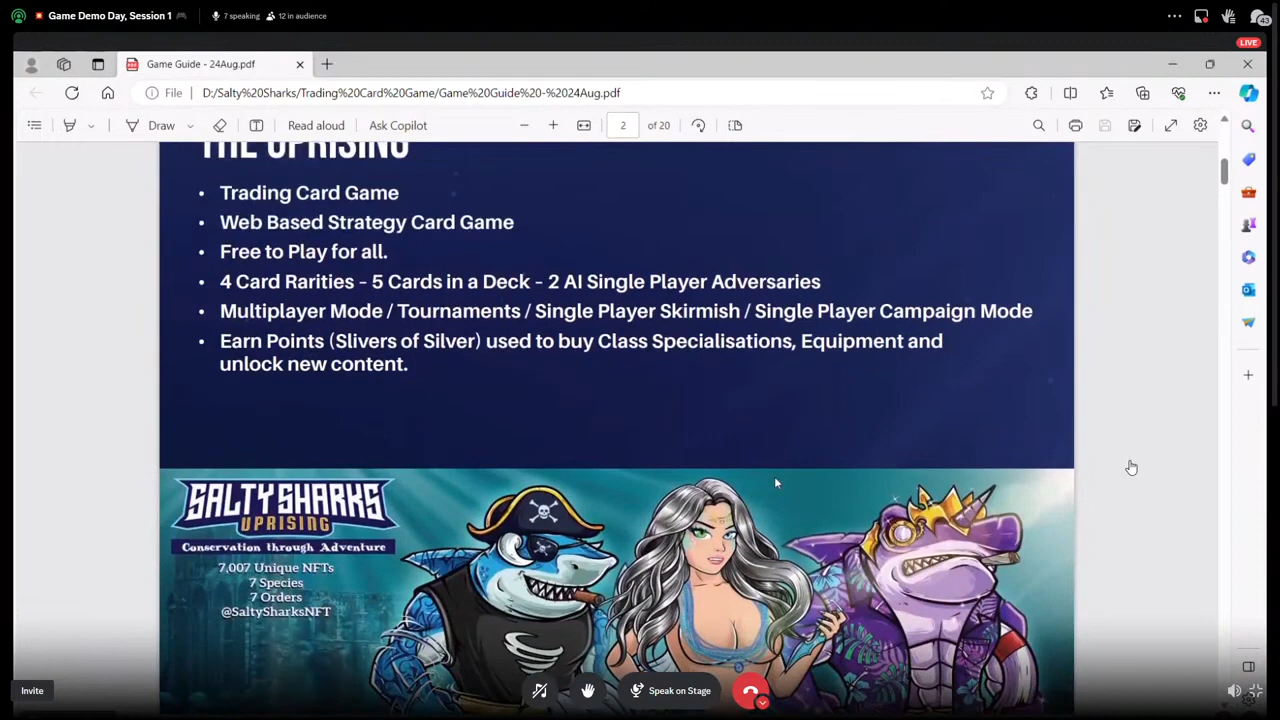 Game Demo Day, Session 1
7 speaking
12 in audience
43
LIVE
Game Guide - 24Aug.pdf
File
D:/Salty%20Sharks/Trading%20Card%20Game/Game%20Guide%20-%2024Aug.pdf
Draw
Read aloud
Ask Copilot
2
of 20
THE UPRISING
• Trading Card Game
• Web Based Strategy Card Game
• Free to Play for all.
• 4 Card Rarities – 5 Cards in a Deck – 2 AI Single Player Adversaries
• Multiplayer Mode / Tournaments / Single Player Skirmish / Single Player Campaign Mode
• Earn Points (Slivers of Silver) used to buy Class Specialisations, Equipment and
unlock new content.
SALTY SHARKS
UPRISING
Conservation through Adventure
7,007 Unique NFTs
7 Species
7 Orders
@SaltySharksNFT
Invite
Speak on Stage